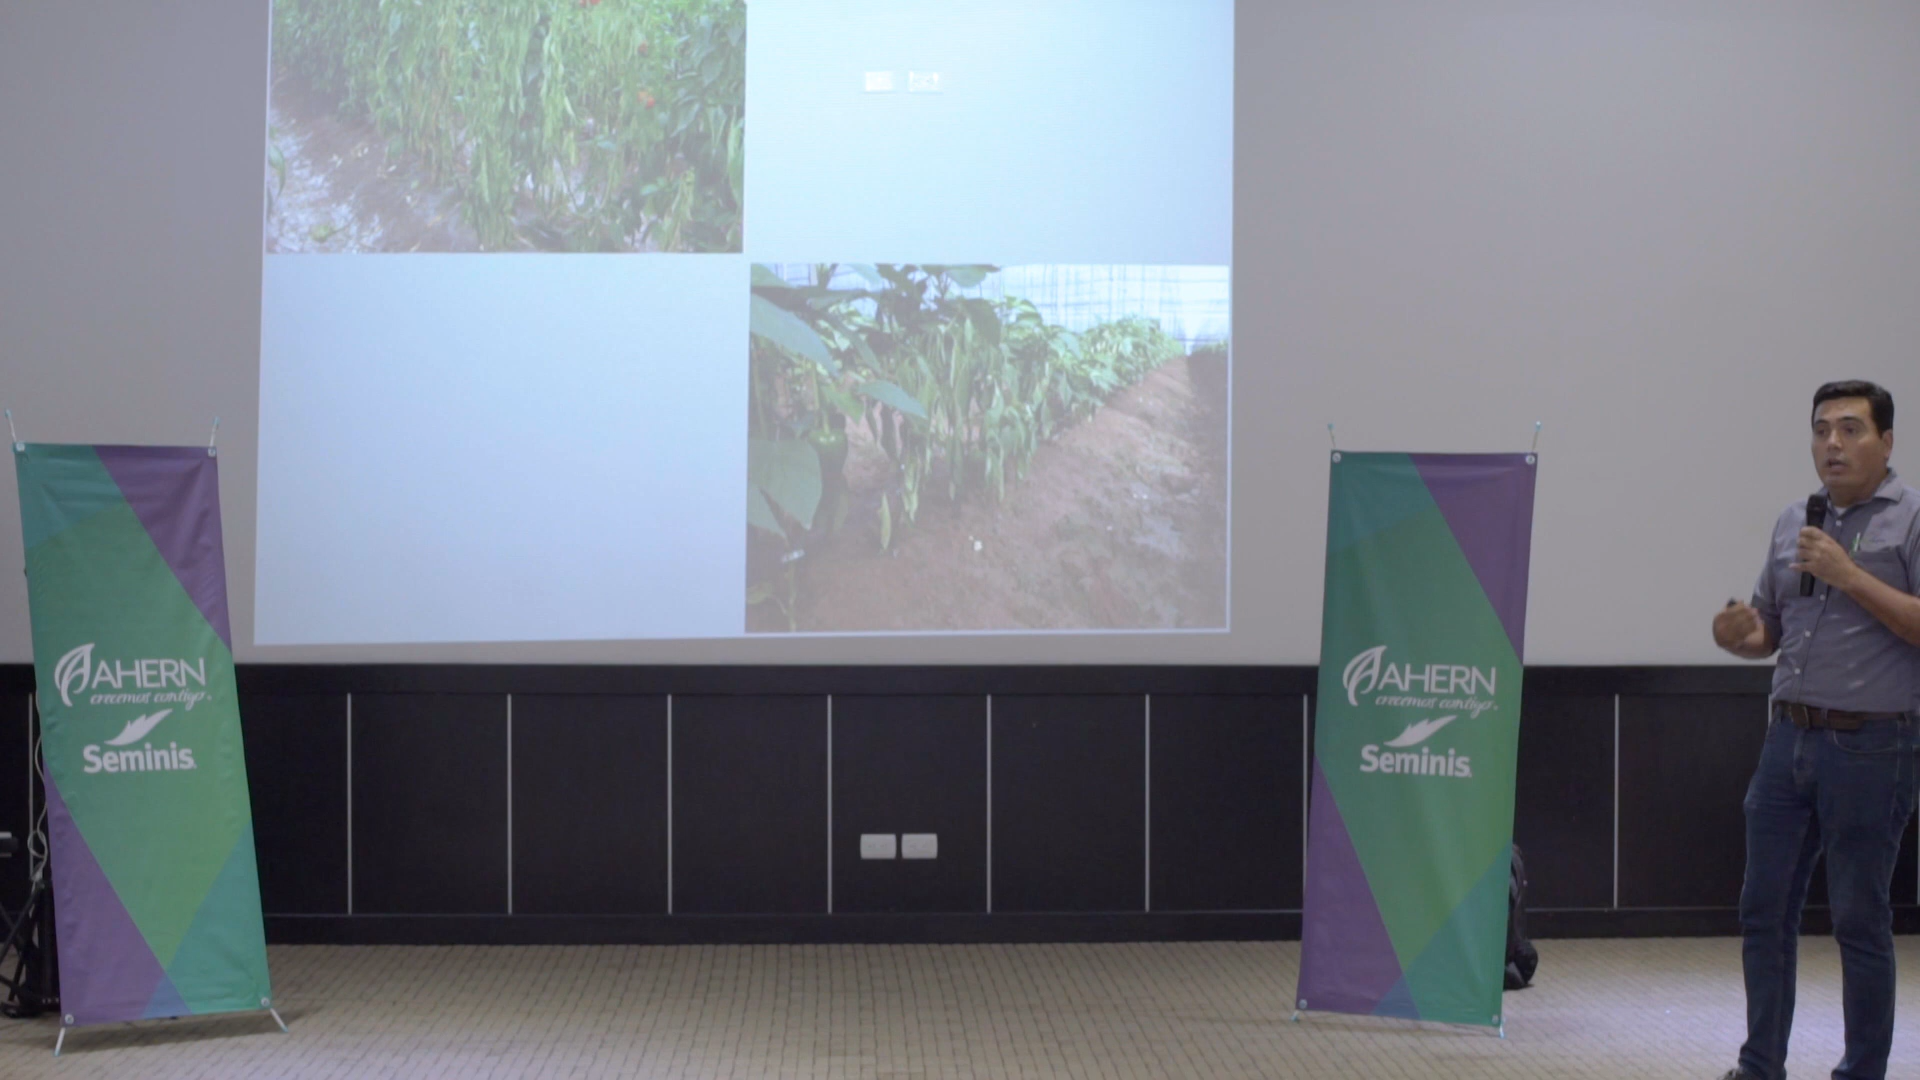 AHERN
crecemos contigo.
Seminis
AHERN
crecemos contigo.
Seminis